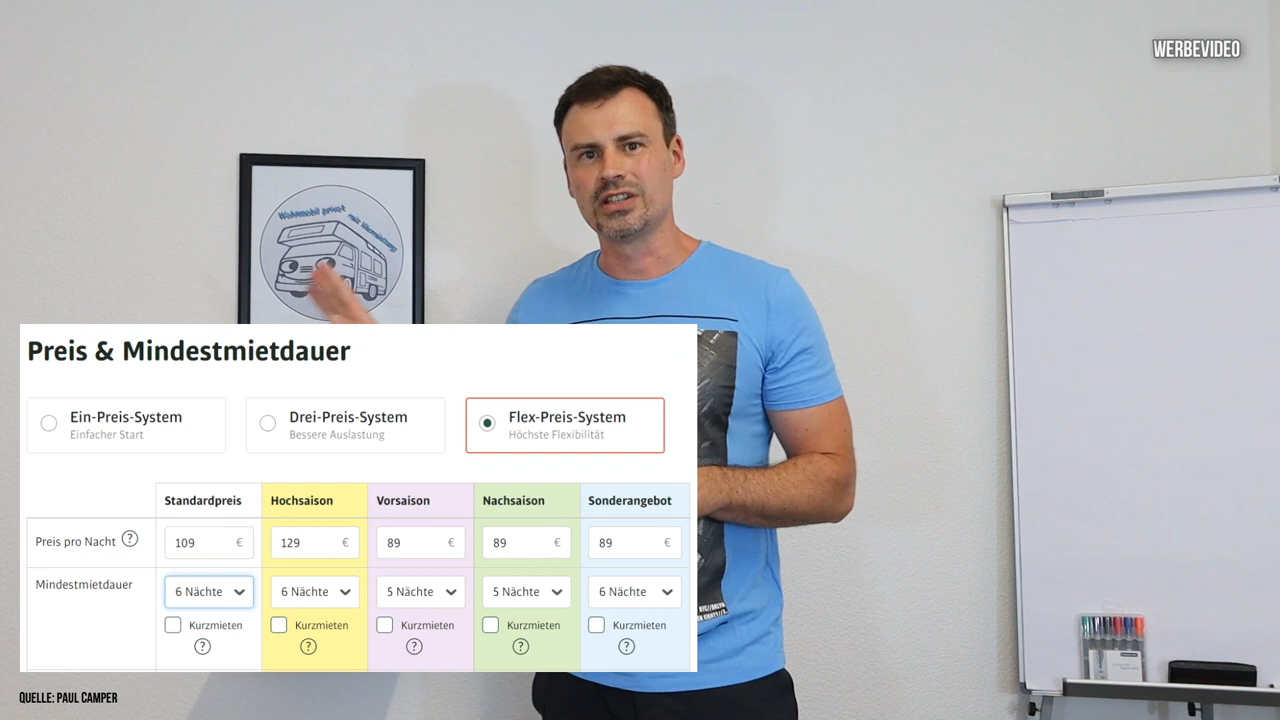 WERBEVIDEO
Wohnmobil privat
Preis & Mindestmietdauer
Ein-Preis-System
Einfacher Start
Drei-Preis-System
Bessere Auslastung
Flex-Preis-System
Höchste Flexibilität
Standardpreis Hochsaison Vorsaison Nachsaison Sonderangebot
Preis pro Nacht ? 109 € 129 € 89 € 89 € 89 €
Mindestmietdauer 6 Nächte 6 Nächte 5 Nächte 5 Nächte 6 Nächte
Kurzmieten Kurzmieten Kurzmieten Kurzmieten Kurzmieten
? ? ? ? ?
QUELLE: PAUL CAMPER